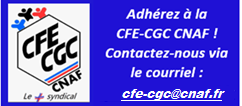 CFE
CGC
CNAF
Le + syndical
Adhérez à la
CFE-CGC CNAF !
Contactez-nous via
le courriel :
cfe-cgc@cnaf.fr